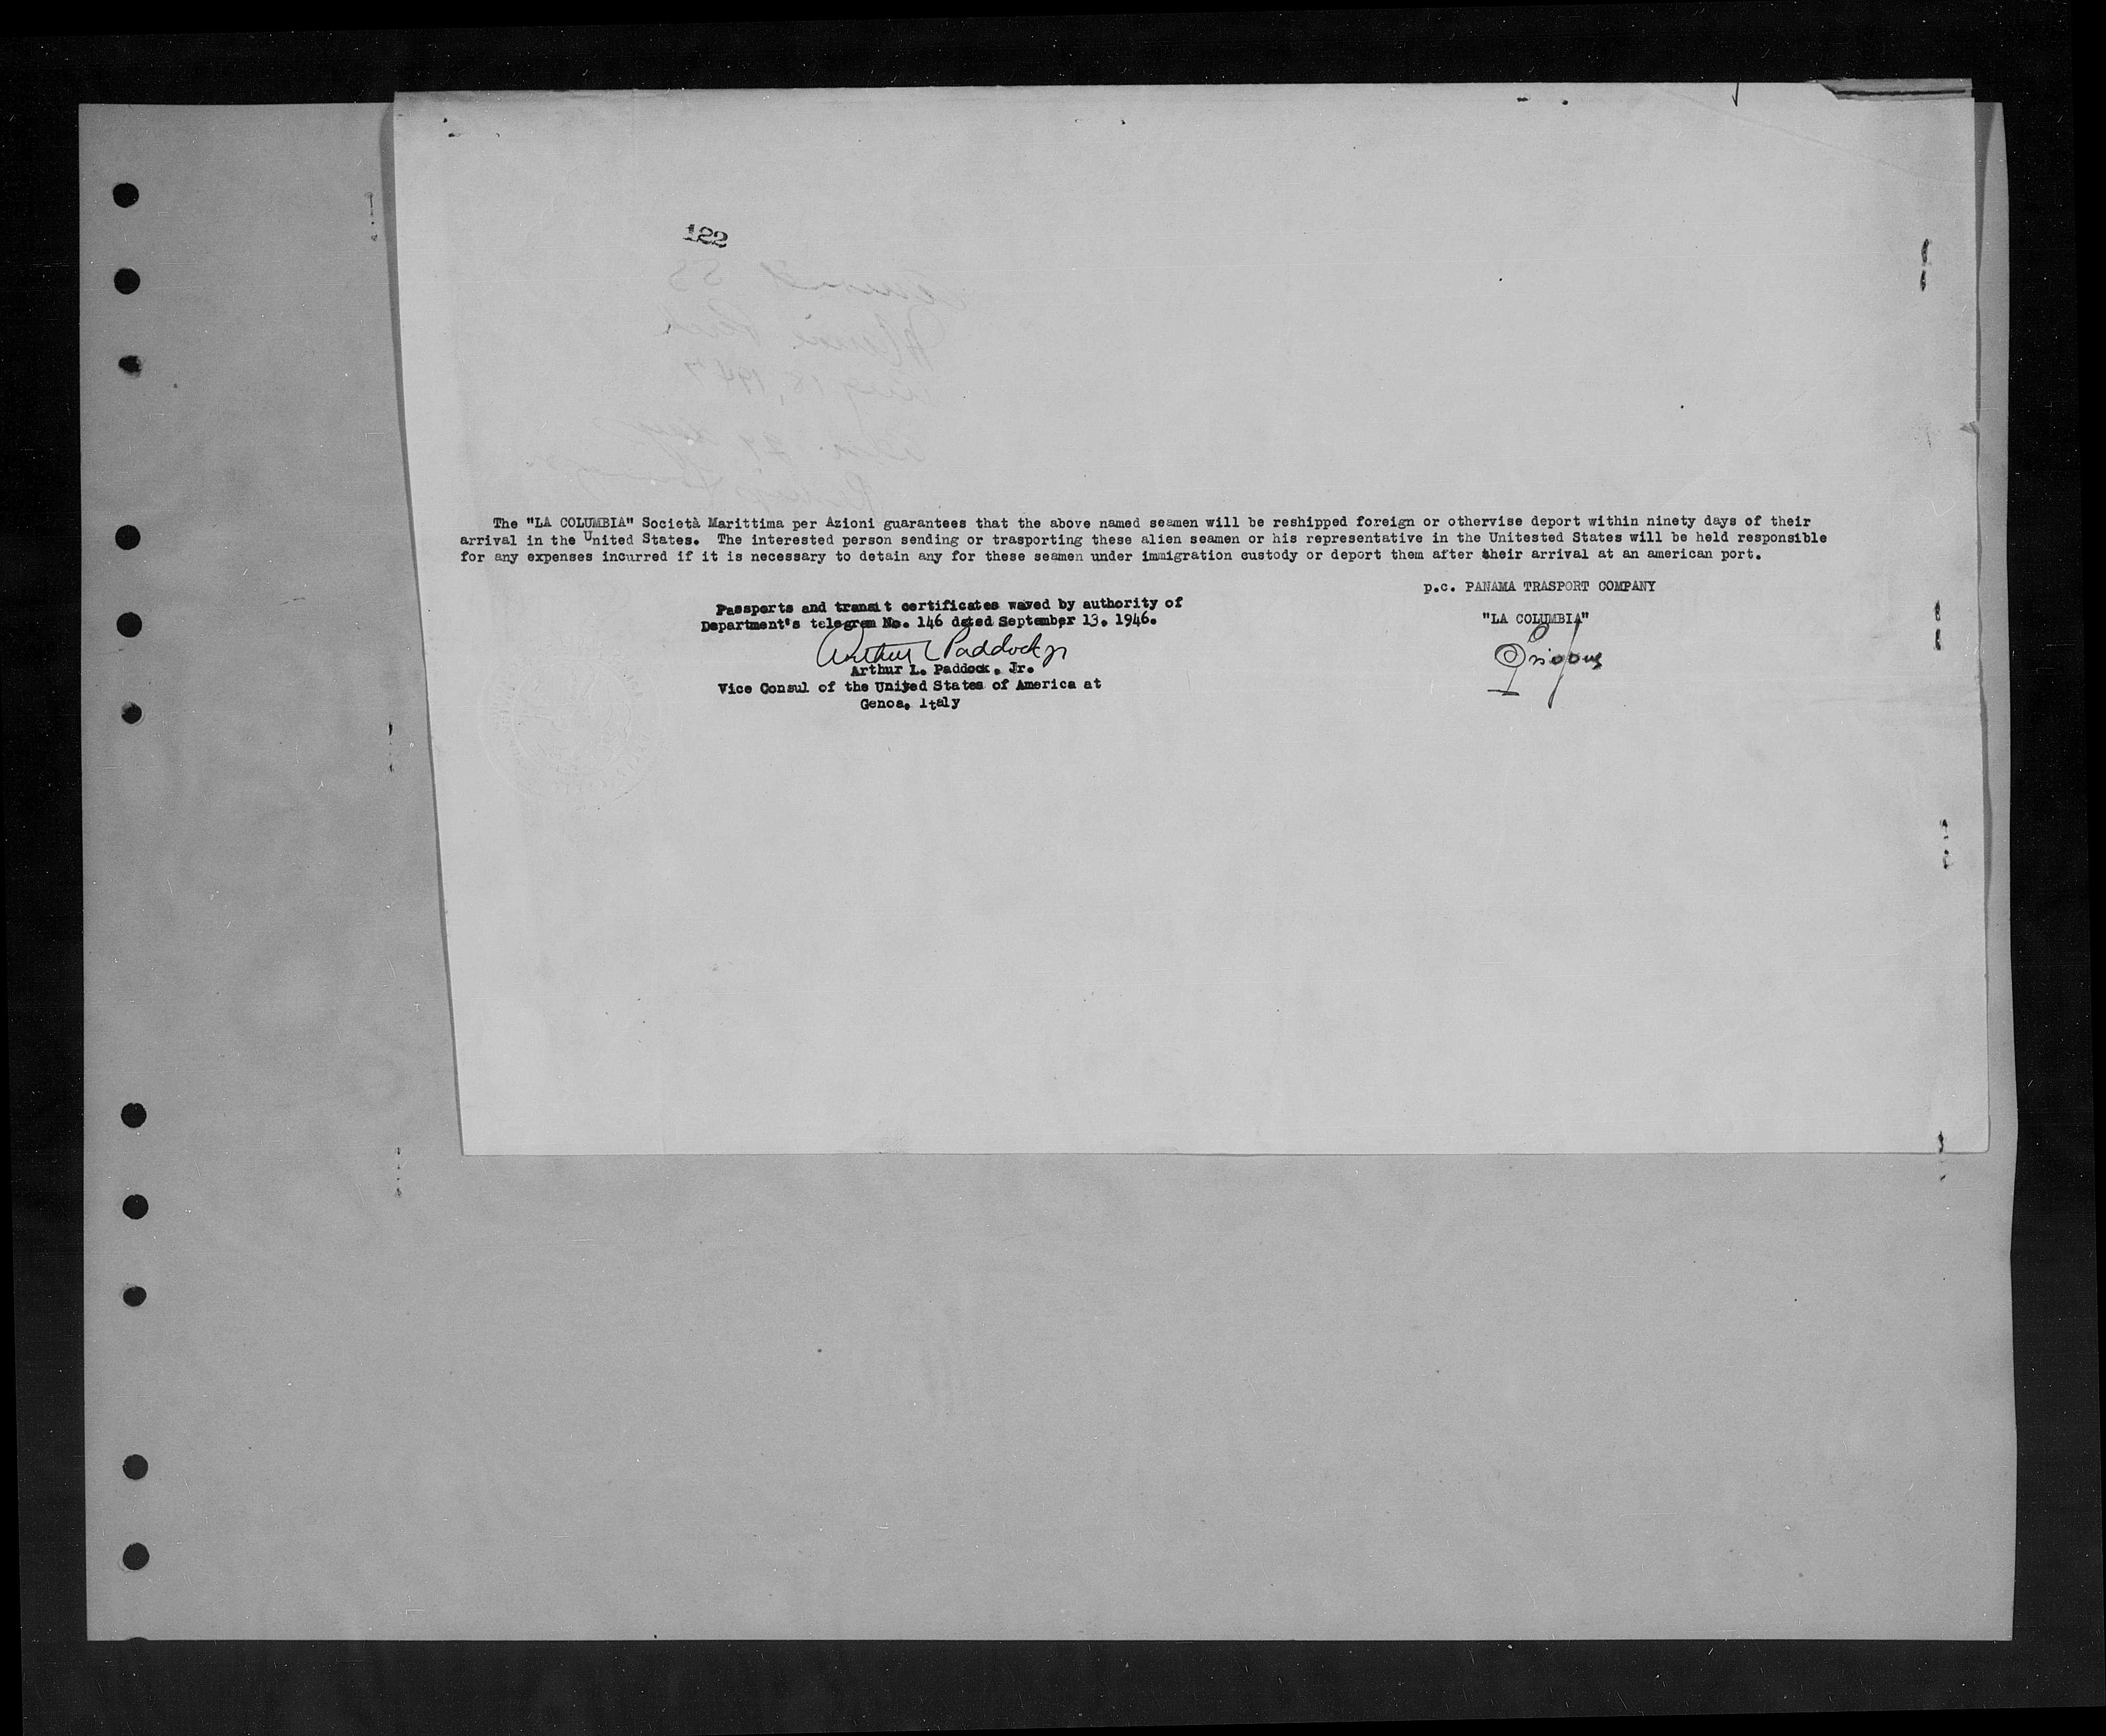 122
The "LA COLUMBIA" Società Marittima per Azioni guarantees that the above named seamen will be reshipped foreign or othervise deport within ninety days of their
arrival in the United States. The interested person sending or trasporting these alien seamen or his representative in the Unitested States will be held responsible
for any expenses incurred if it is necessary to detain any for these seamen under immigration custody or deport them after their arrival at an american port.
p.c. PANAMA TRASPORT COMPANY
"LA COLUMBIA"
Passports and transit certificates waved by authority of
Department's telegram No. 146 dated September 13. 1946.
Arthur L Paddock jr
Arthur L. Paddock, Jr.
Vice Consul of the United States of America at
Genoa, Italy